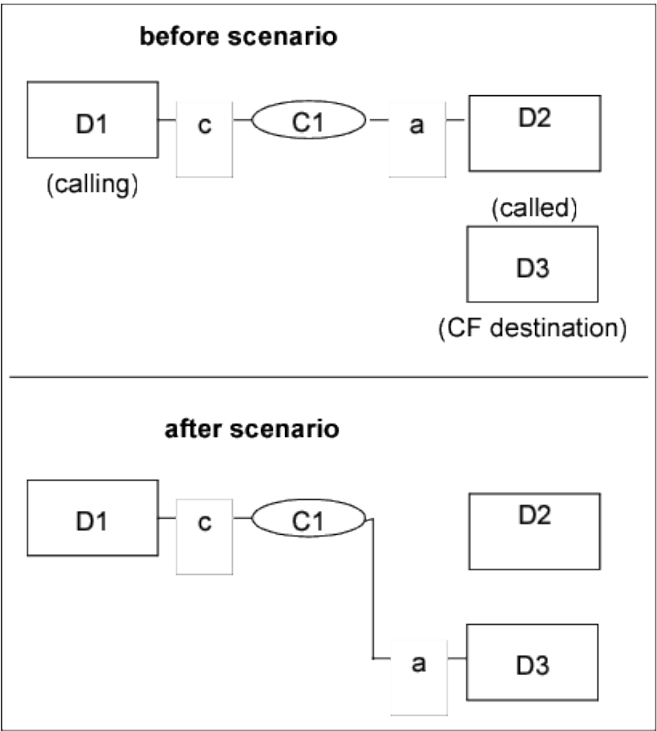 before scenario
D1 c C1 a D2
(calling)
(called)
D3
(CF destination)
after scenario
D1 c C1 D2
a D3